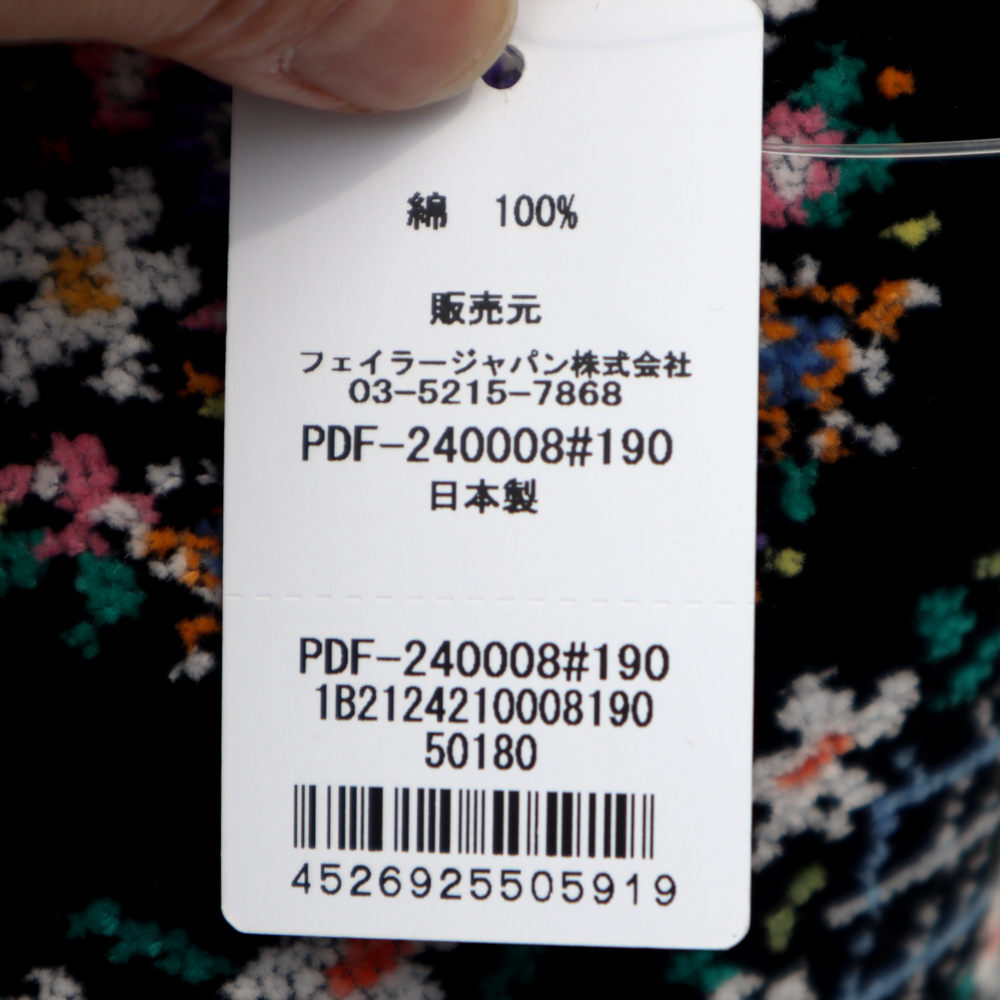 綿　100%
販売元
フェイラージャパン株式会社
03-5215-7868
PDF-240008#190
日本製
PDF-240008#190
1B2124210008190
50180
4526925505919